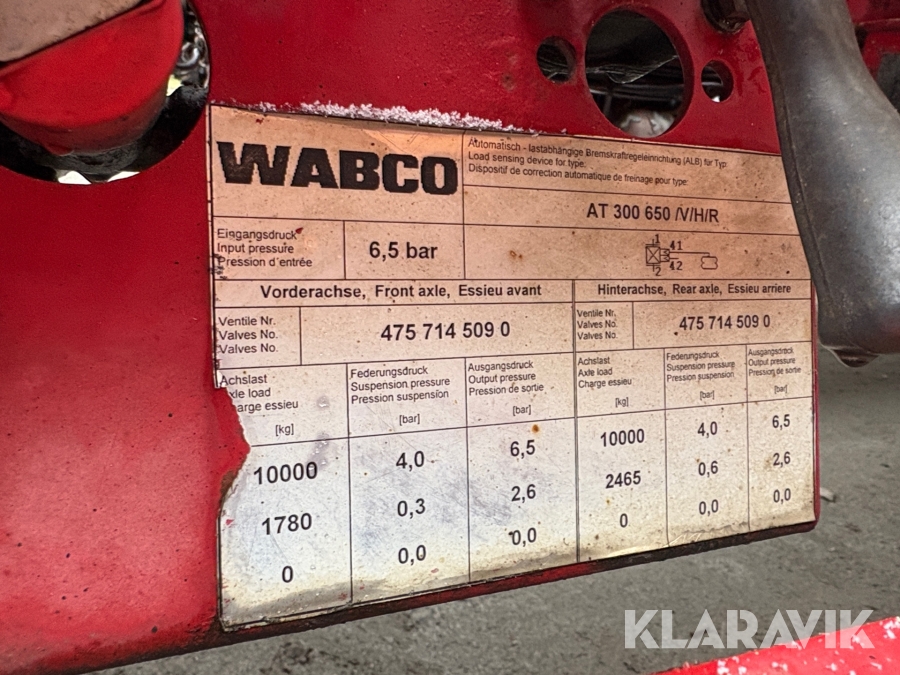 WABCO
Automatisch - lastabhängige Bremskraftregeleinrichtung (ALB) für Typ:
Load sensing device for type:
Dispositif de correction automatique de freinage pour type:
AT 300 650 /V/H/R
Eingangsdruck
Input pressure
Pression d´entrée
6,5 bar
1 41
2 42
Vorderachse, Front axle, Essieu avant
Hinterachse, Rear axle, Essieu arriere
Ventile Nr.
Valves No.
Valves No.
475 714 509 0
Ventile Nr.
Valves No.
Valves No.
475 714 509 0
Achslast
Axle load
Charge essieu
[kg]
Federungsdruck
Suspension pressure
Pression suspension
[bar]
Ausgangsdruck
Output pressure
Pression de sortie
[bar]
Achslast
Axle load
Charge essieu
[kg]
Federungsdruck
Suspension pressure
Pression suspension
[bar]
Ausgangsdruck
Output pressure
Pression de sortie
[bar]
10000 4,0 6,5 10000 4,0 6,5
1780 0,3 2,6 2465 0,6 2,6
0 0,0 0,0 0 0,0 0,0
KLARAVIK